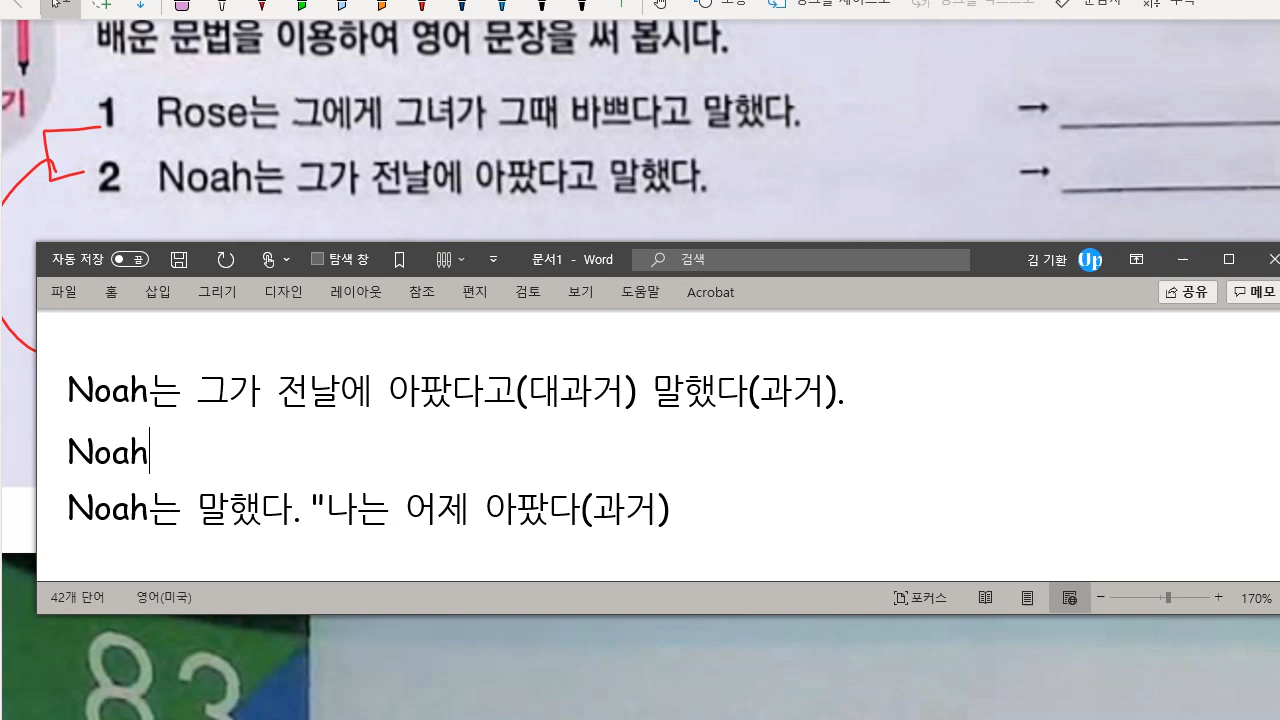 배운 문법을 이용하여 영어 문장을 써 봅시다.
기
1 Rose는 그에게 그녀가 그때 바쁘다고 말했다. →
2 Noah는 그가 전날에 아팠다고 말했다. →
자동 저장 끔 탐색 창 문서1 - Word 검색 김 기환 Up
파일 홈 삽입 그리기 디자인 레이아웃 참조 편지 검토 보기 도움말 Acrobat 공유 메모
Noah는 그가 전날에 아팠다고(대과거) 말했다(과거).
Noah
Noah는 말했다. "나는 어제 아팠다(과거)
42개 단어 영어(미국) 포커스 170%
83